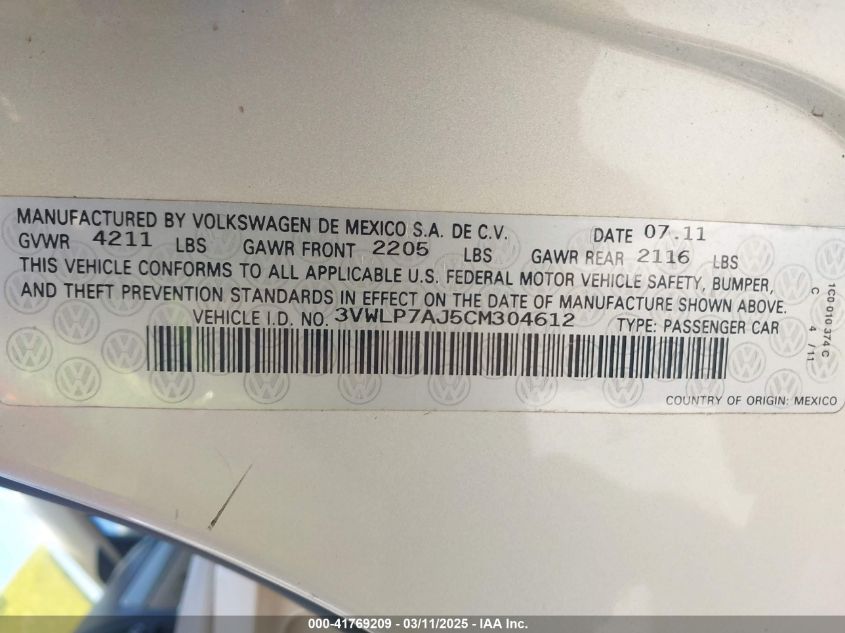 MANUFACTURED BY VOLKSWAGEN DE MEXICO S.A. DE C.V. DATE 07.11
GVWR 4211 LBS GAWR FRONT 2205 LBS GAWR REAR 2116 LBS
THIS VEHICLE CONFORMS TO ALL APPLICABLE U.S. FEDERAL MOTOR VEHICLE SAFETY, BUMPER,
AND THEFT PREVENTION STANDARDS IN EFFECT ON THE DATE OF MANUFACTURE SHOWN ABOVE.
VEHICLE I.D. NO. 3VWLP7AJ5CM304612 TYPE: PASSENGER CAR
COUNTRY OF ORIGIN: MEXICO
1C0 010 374 C
C 4 / 11
000-41769209 - 03/11/2025 - IAA Inc.